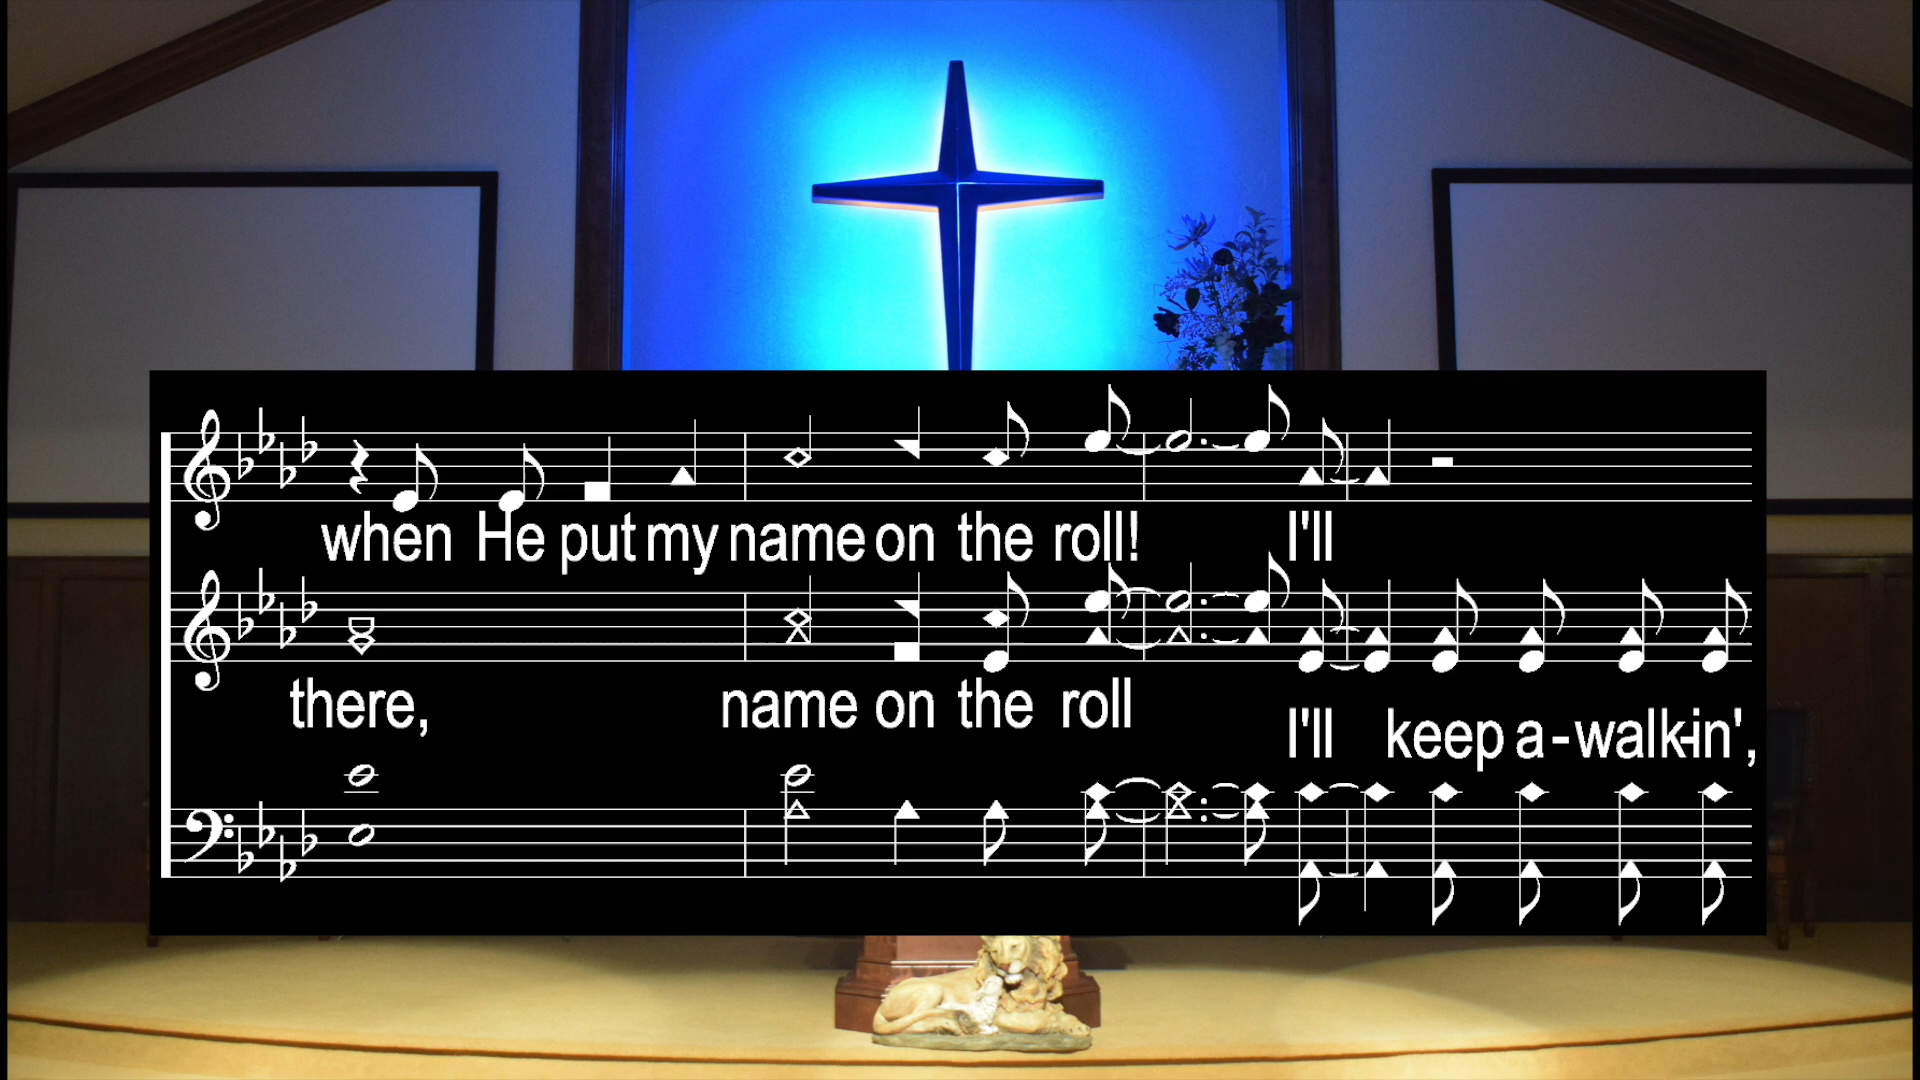 when He put my name on the roll! I'll
there, name on the roll
I'll keep a-walk-in',